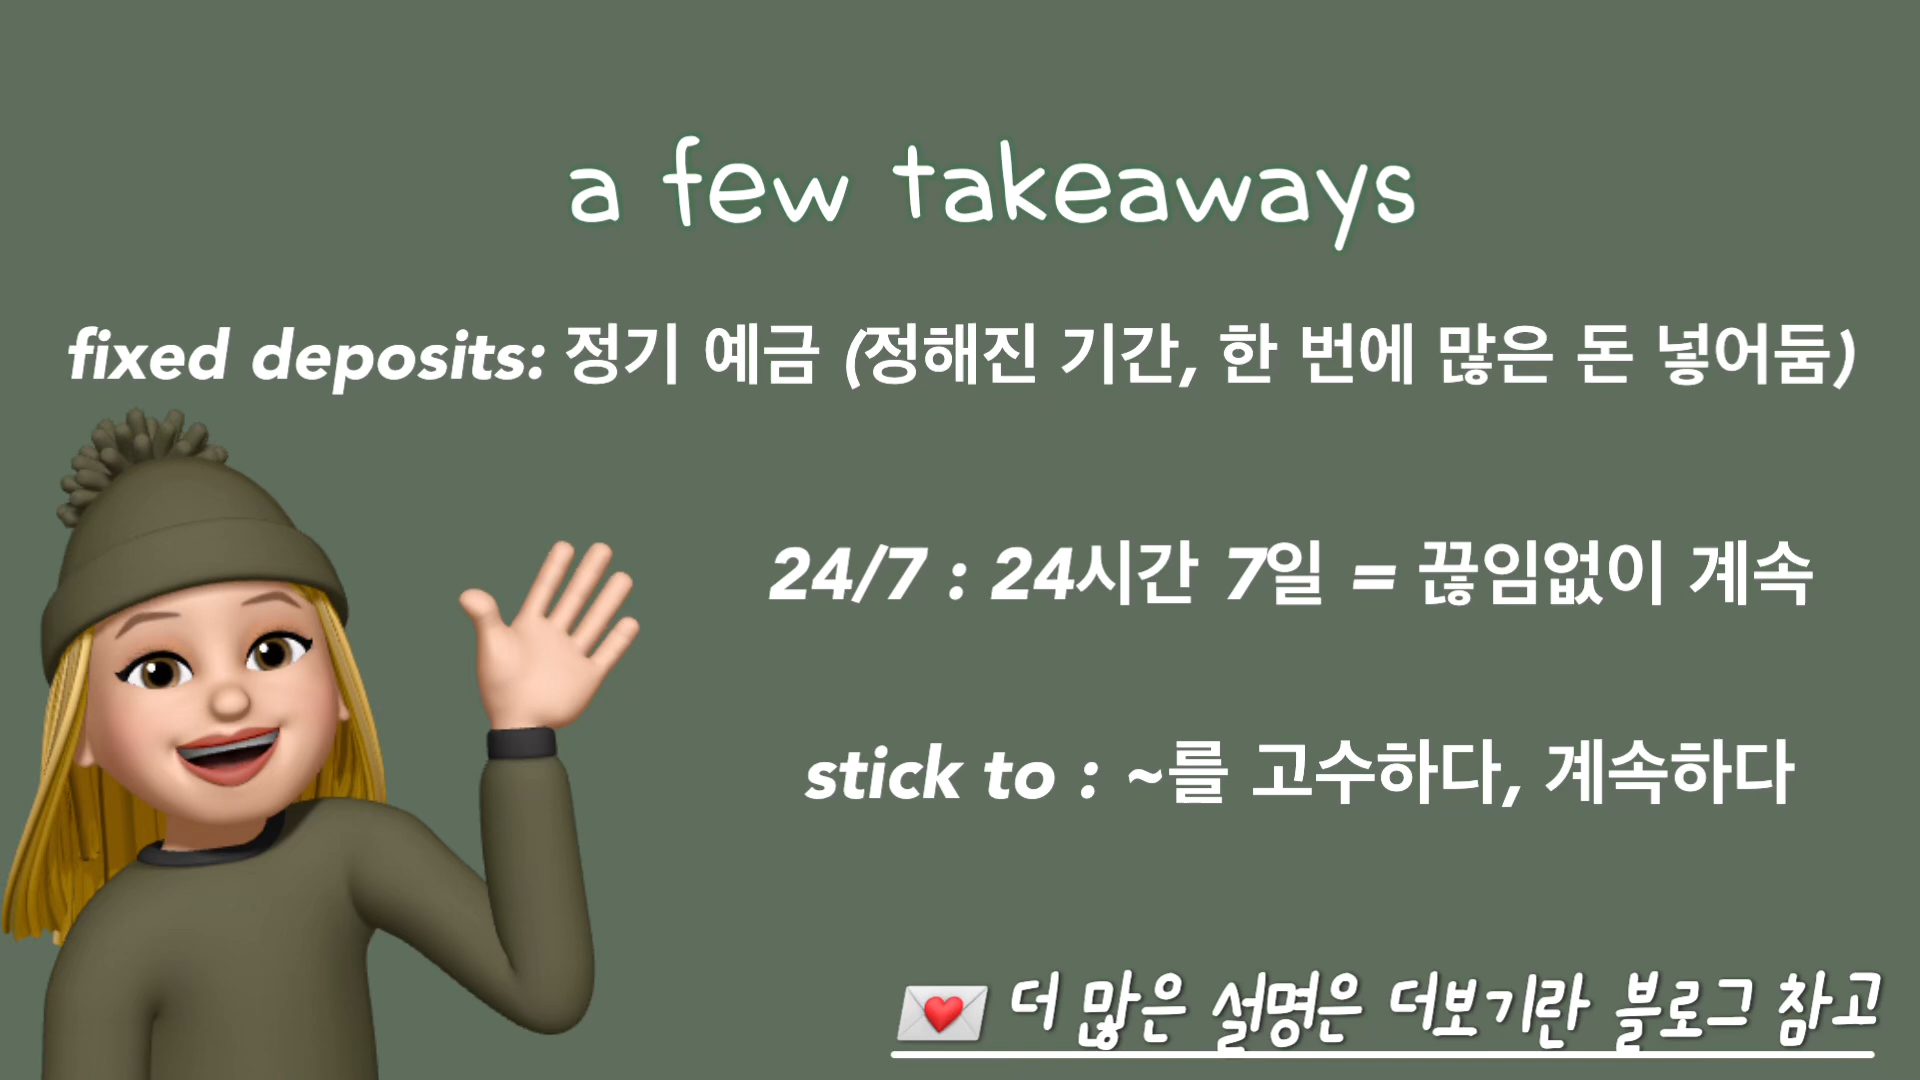 a few takeaways
fixed deposits: 정기 예금 (정해진 기간, 한 번에 많은 돈 넣어둠)
24/7 : 24시간 7일 = 끊임없이 계속
stick to : ~를 고수하다, 계속하다
더 많은 설명은 더보기란 블로그 참고